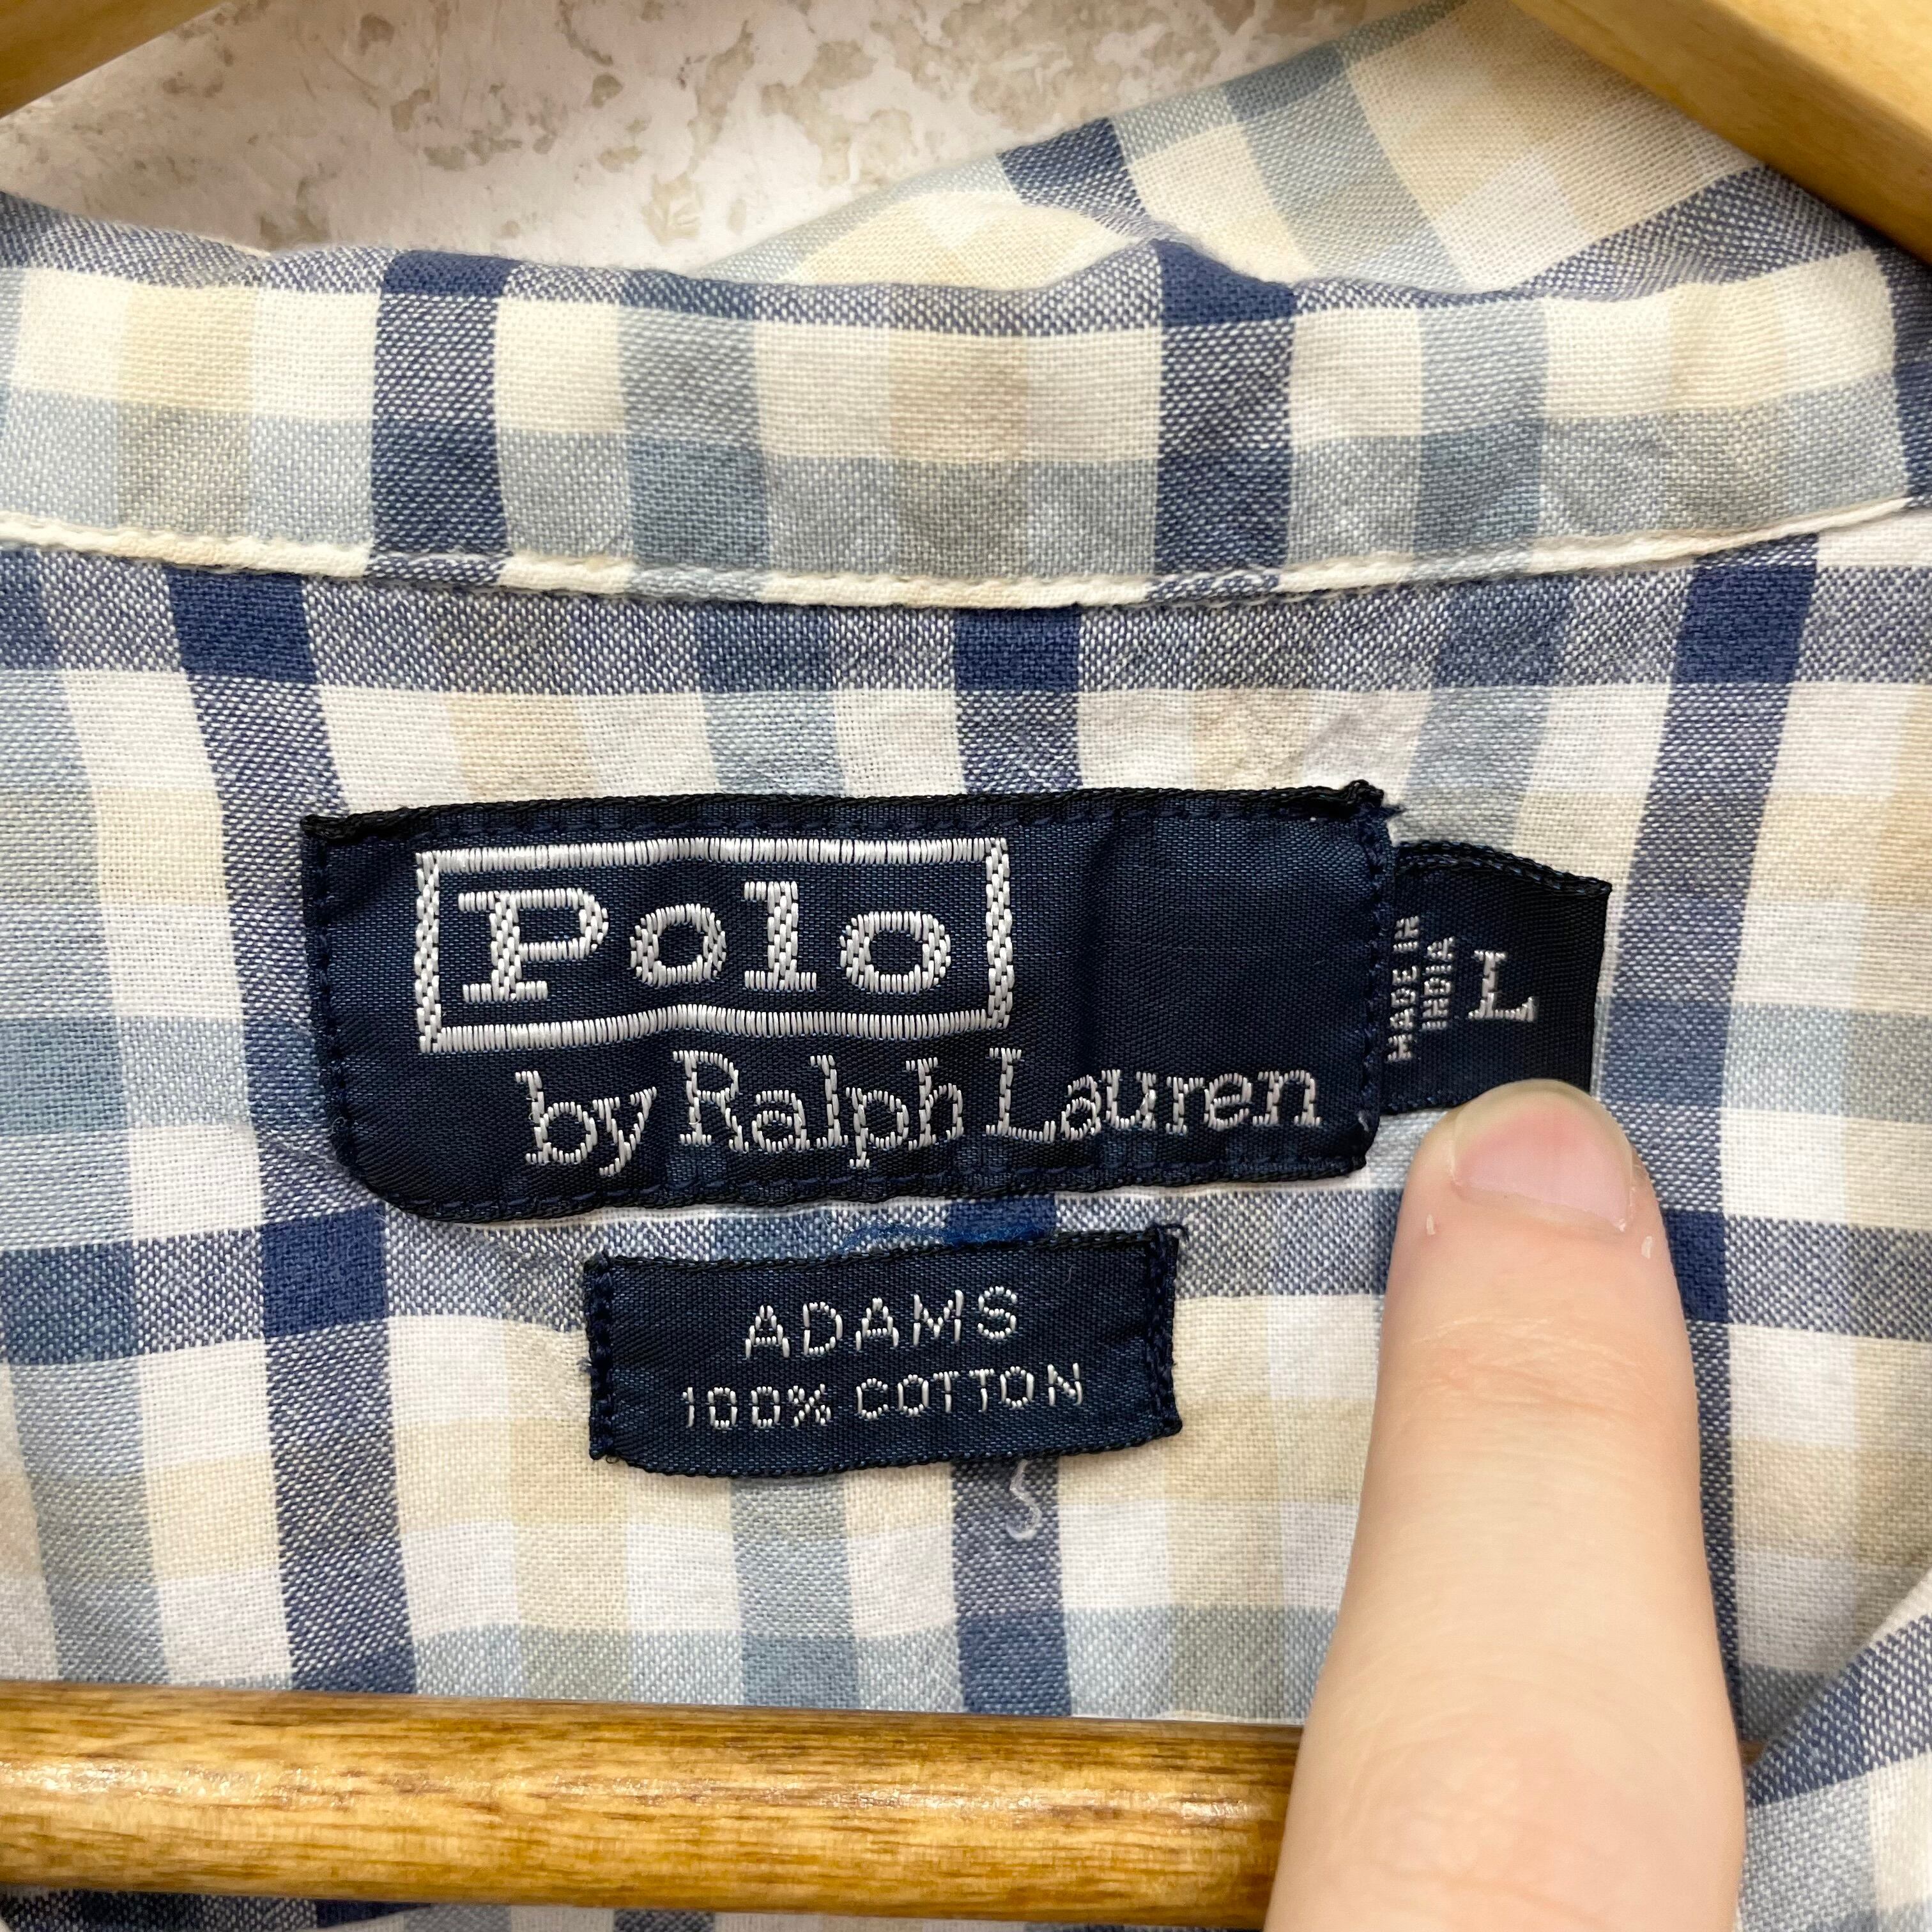 Polo
by Ralph Lauren
MADE IN
INDIA
L
ADAMS
100% COTTON